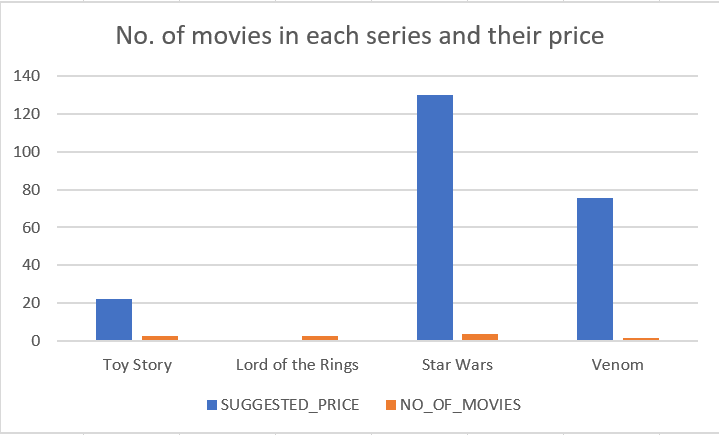 No. of movies in each series and their price
140
120
100
80
60
40
20
0
Toy Story Lord of the Rings Star Wars Venom
SUGGESTED_PRICE NO_OF_MOVIES